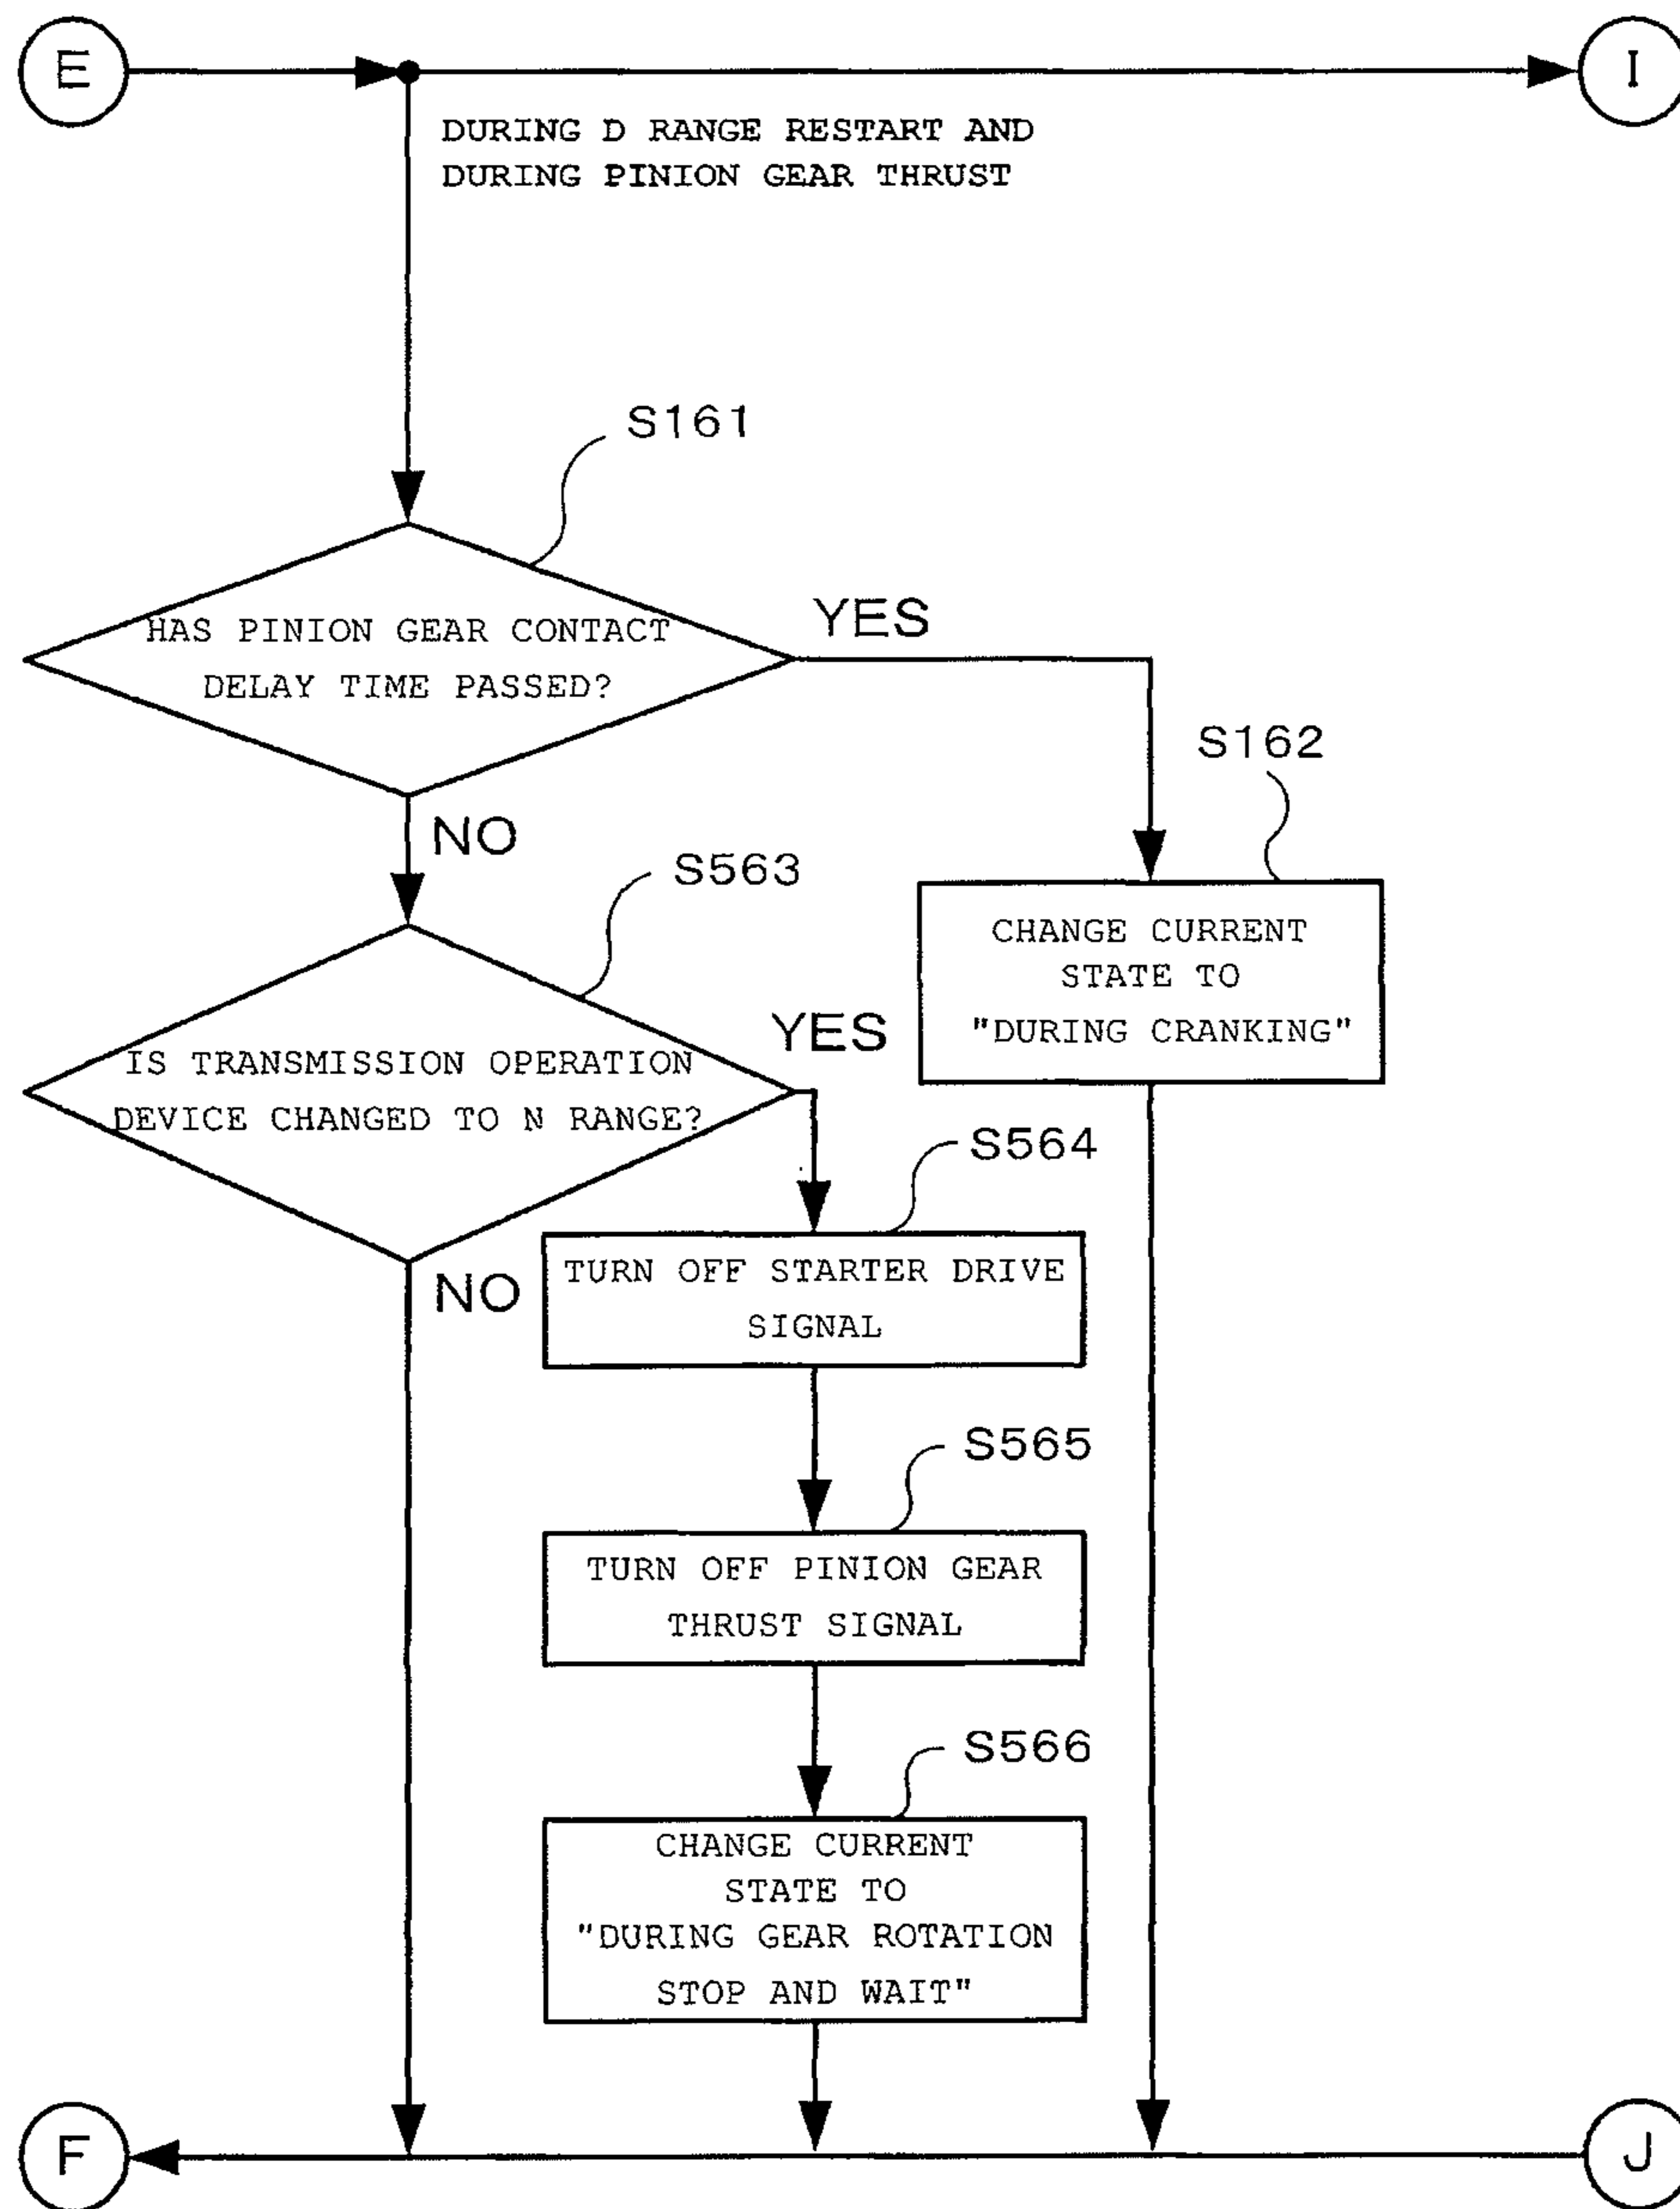 E
I
DURING D RANGE RESTART AND
DURING PINION GEAR THRUST
S161
HAS PINION GEAR CONTACT
DELAY TIME PASSED?
YES
NO
S162
CHANGE CURRENT
STATE TO
"DURING CRANKING"
S563
IS TRANSMISSION OPERATION
DEVICE CHANGED TO N RANGE?
YES
NO
S564
TURN OFF STARTER DRIVE
SIGNAL
S565
TURN OFF PINION GEAR
THRUST SIGNAL
S566
CHANGE CURRENT
STATE TO
"DURING GEAR ROTATION
STOP AND WAIT"
F
J